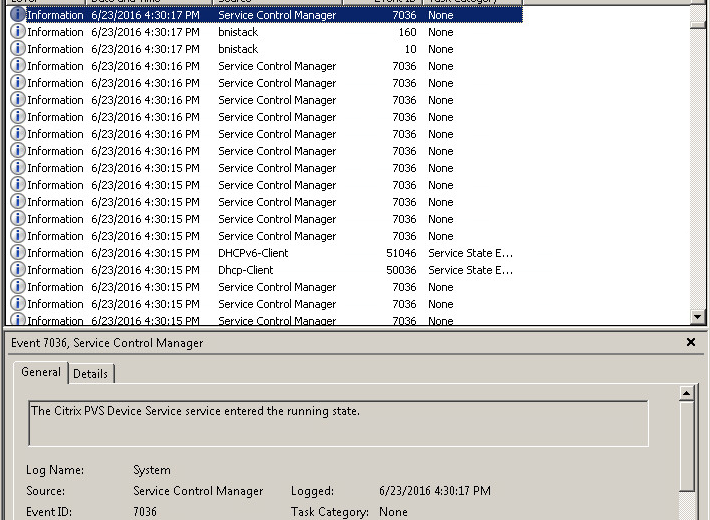 Level Date and Time Source Event ID Task Category
Information 6/23/2016 4:30:17 PM Service Control Manager 7036 None
Information 6/23/2016 4:30:17 PM bnistack 160 None
Information 6/23/2016 4:30:17 PM bnistack 10 None
Information 6/23/2016 4:30:16 PM Service Control Manager 7036 None
Information 6/23/2016 4:30:16 PM Service Control Manager 7036 None
Information 6/23/2016 4:30:16 PM Service Control Manager 7036 None
Information 6/23/2016 4:30:16 PM Service Control Manager 7036 None
Information 6/23/2016 4:30:16 PM Service Control Manager 7036 None
Information 6/23/2016 4:30:16 PM Service Control Manager 7036 None
Information 6/23/2016 4:30:15 PM Service Control Manager 7036 None
Information 6/23/2016 4:30:15 PM Service Control Manager 7036 None
Information 6/23/2016 4:30:15 PM Service Control Manager 7036 None
Information 6/23/2016 4:30:15 PM Service Control Manager 7036 None
Information 6/23/2016 4:30:15 PM Service Control Manager 7036 None
Information 6/23/2016 4:30:15 PM DHCPv6-Client 51046 Service State E...
Information 6/23/2016 4:30:15 PM Dhcp-Client 50036 Service State E...
Information 6/23/2016 4:30:15 PM Service Control Manager 7036 None
Information 6/23/2016 4:30:15 PM Service Control Manager 7036 None
Information 6/23/2016 4:30:15 PM Service Control Manager 7036 None
Event 7036, Service Control Manager
General Details
The Citrix PVS Device Service service entered the running state.
Log Name: System
Source: Service Control Manager Logged: 6/23/2016 4:30:17 PM
Event ID: 7036 Task Category: None